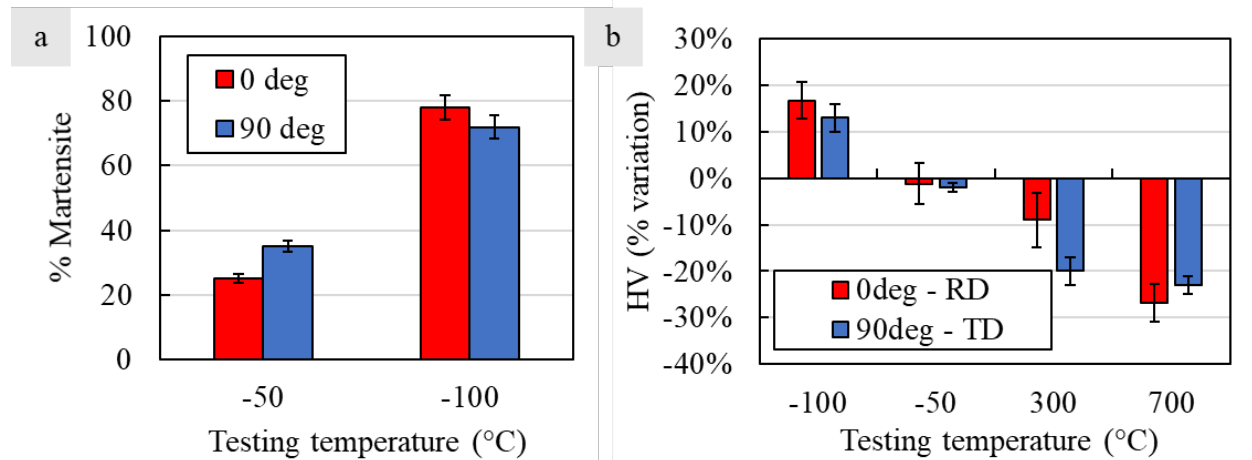 a
100
80
60
40
20
0
% Martensite
0 deg
90 deg
-50
-100
Testing temperature (°C)
b
30%
20%
10%
0%
-10%
-20%
-30%
-40%
HV (% variation)
0deg - RD
90deg - TD
-100
-50
300
700
Testing temperature (°C)